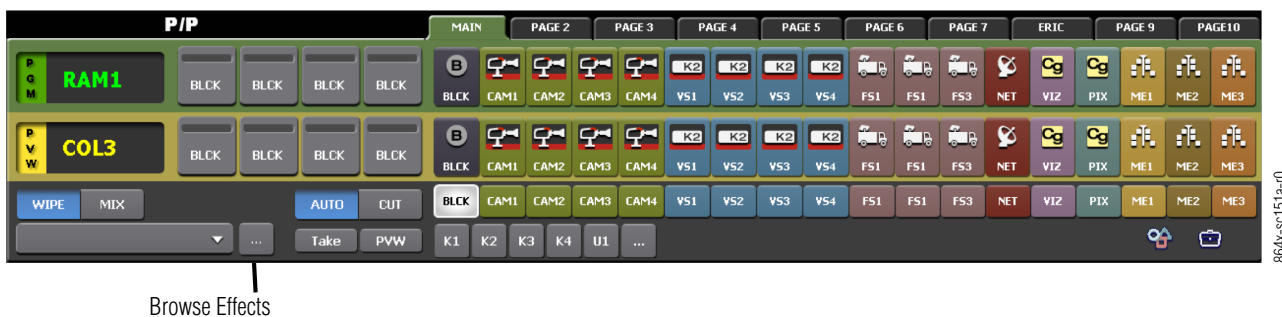 P/P MAIN PAGE 2 PAGE 3 PAGE 4 PAGE 5 PAGE 6 PAGE 7 ERIC PAGE 9 PAGE10
PGM RAM1 BLCK BLCK BLCK BLCK
B K2 K2 K2 K2 Cg Cg
BLCK CAM1 CAM2 CAM3 CAM4 VS1 VS2 VS3 VS4 FS1 FS1 FS3 NET VIZ PIX ME1 ME2 ME3
PVW COL3 BLCK BLCK BLCK BLCK
B K2 K2 K2 K2 Cg Cg
BLCK CAM1 CAM2 CAM3 CAM4 VS1 VS2 VS3 VS4 FS1 FS1 FS3 NET VIZ PIX ME1 ME2 ME3
WIPE MIX AUTO CUT BLCK CAM1 CAM2 CAM3 CAM4 VS1 VS2 VS3 VS4 FS1 FS1 FS3 NET VIZ PIX ME1 ME2 ME3
... Take PVW K1 K2 K3 K4 U1 ...
Browse Effects
864x-sc151a-r0